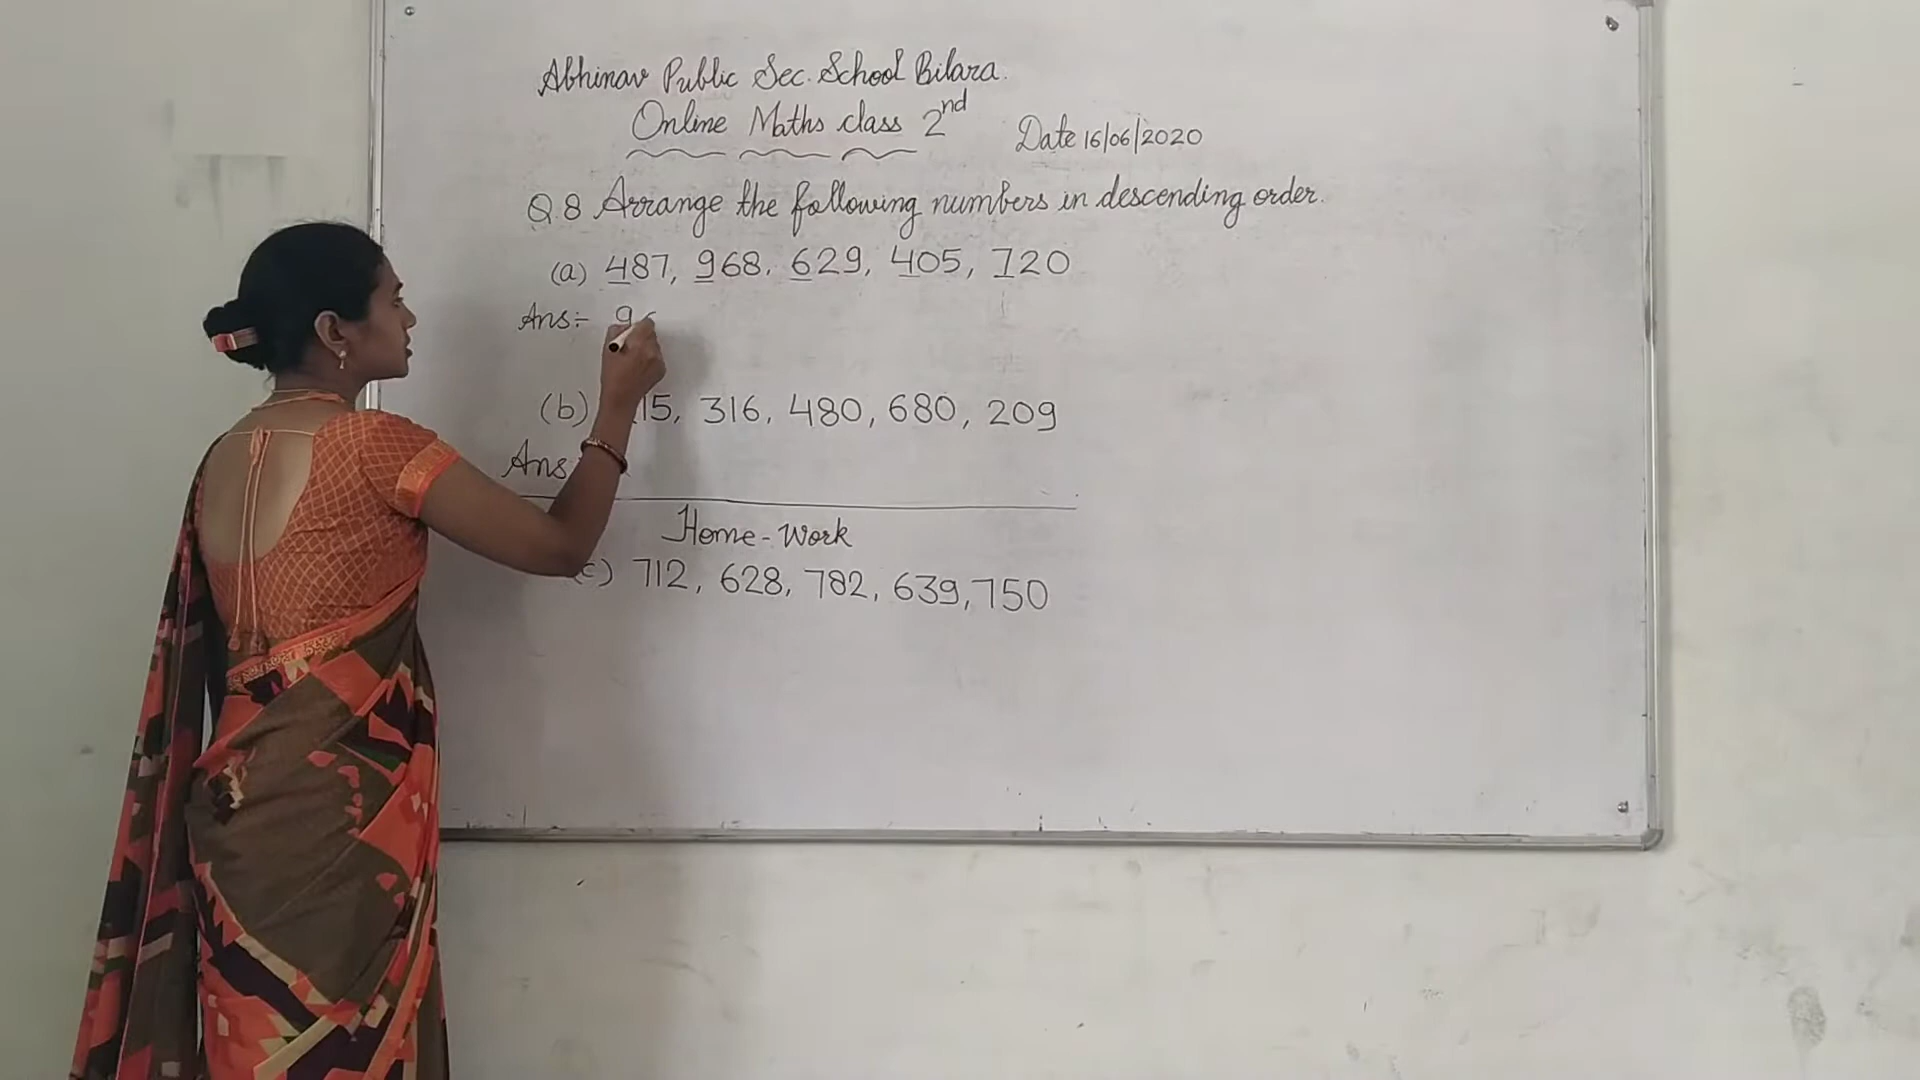 Abhinav Public Sec. School Bilara.
Online Maths class 2nd
Date 16/06/2020
Q.8 Arrange the following numbers in descending order.
(a) 487, 968, 629, 405, 720
Ans:- 9
(b) 15, 316, 480, 680, 209
Ans
Home-Work
(c) 712, 628, 782, 639, 750